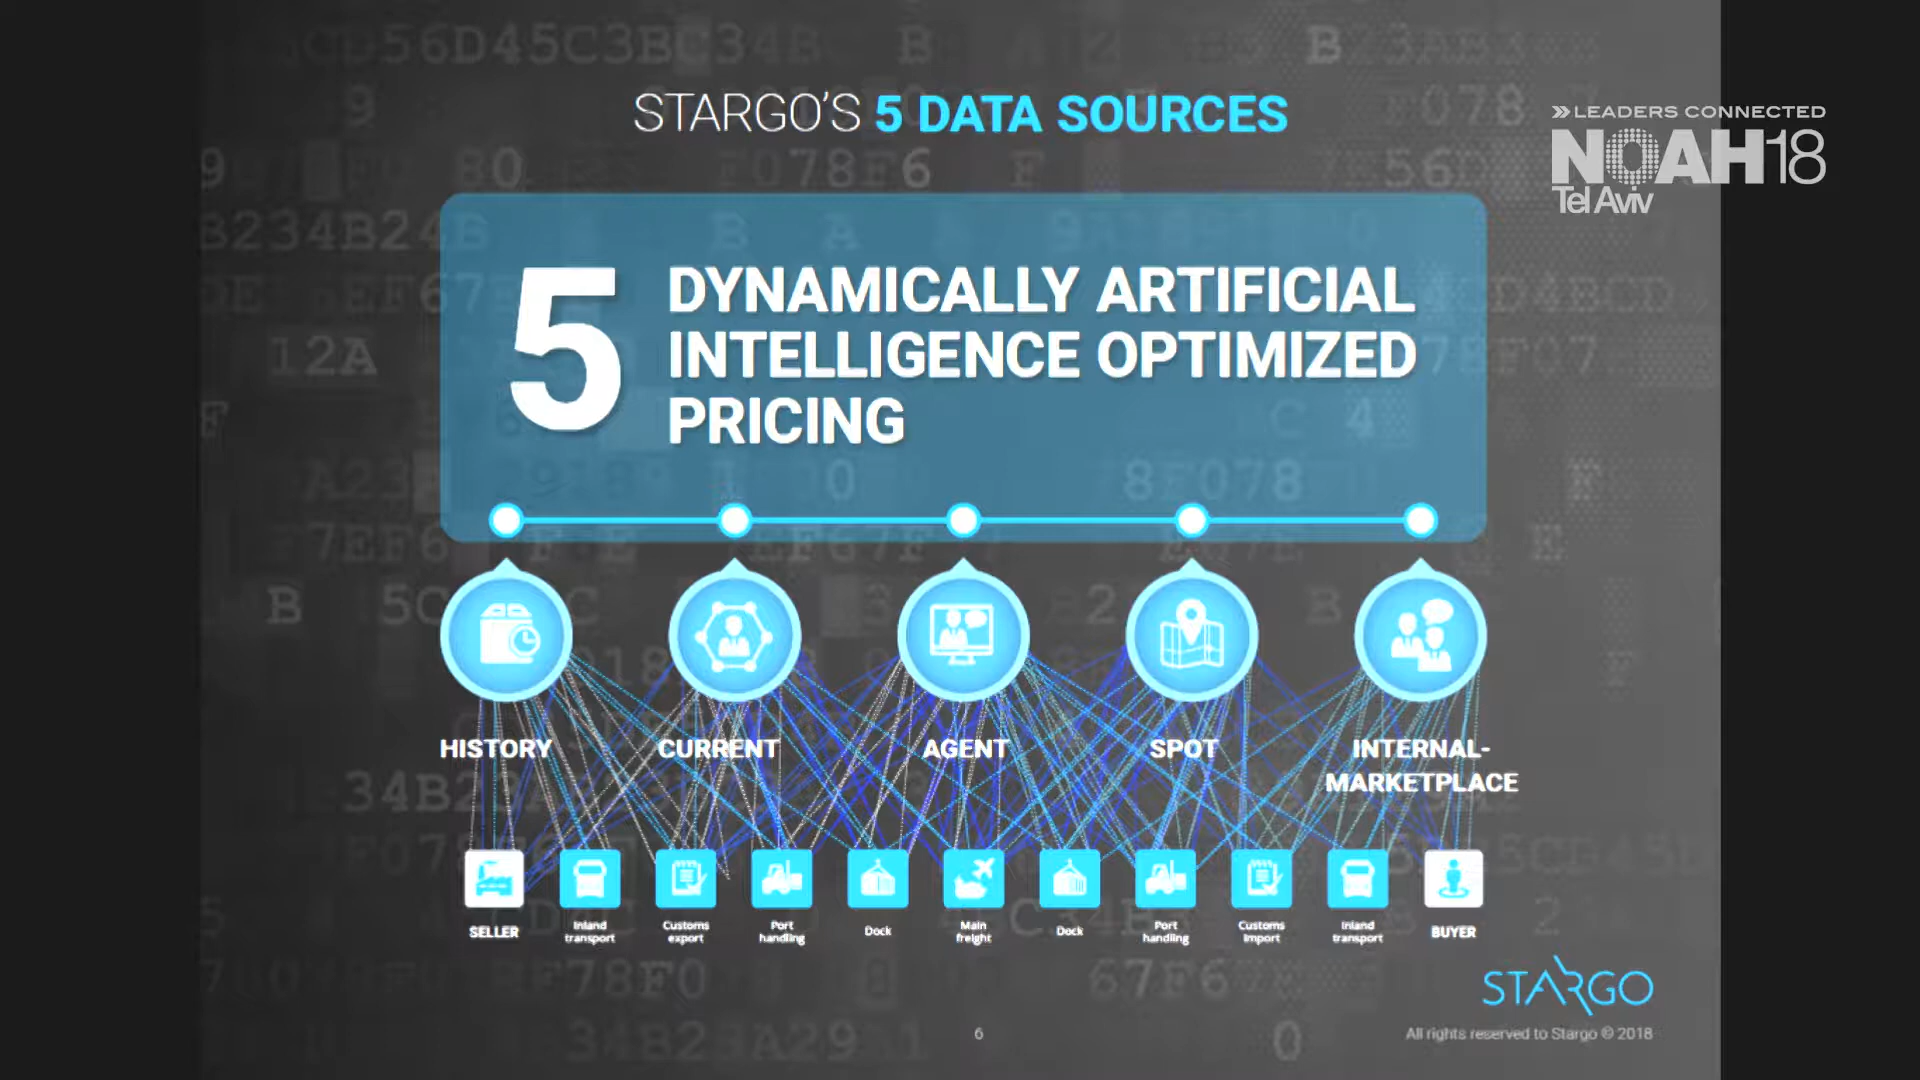 STARGO'S 5 DATA SOURCES
LEADERS CONNECTED
NOAH18
Tel Aviv
5
DYNAMICALLY ARTIFICIAL
INTELLIGENCE OPTIMIZED
PRICING
HISTORY
CURRENT
AGENT
SPOT
INTERNAL-
MARKETPLACE
SELLER
Inland
transport
Customs
export
Port
handling
Dock
Main
freight
Dock
Port
handling
Customs
Import
Inland
transport
BUYER
STARGO
6
All rights reserved to Stargo © 2018